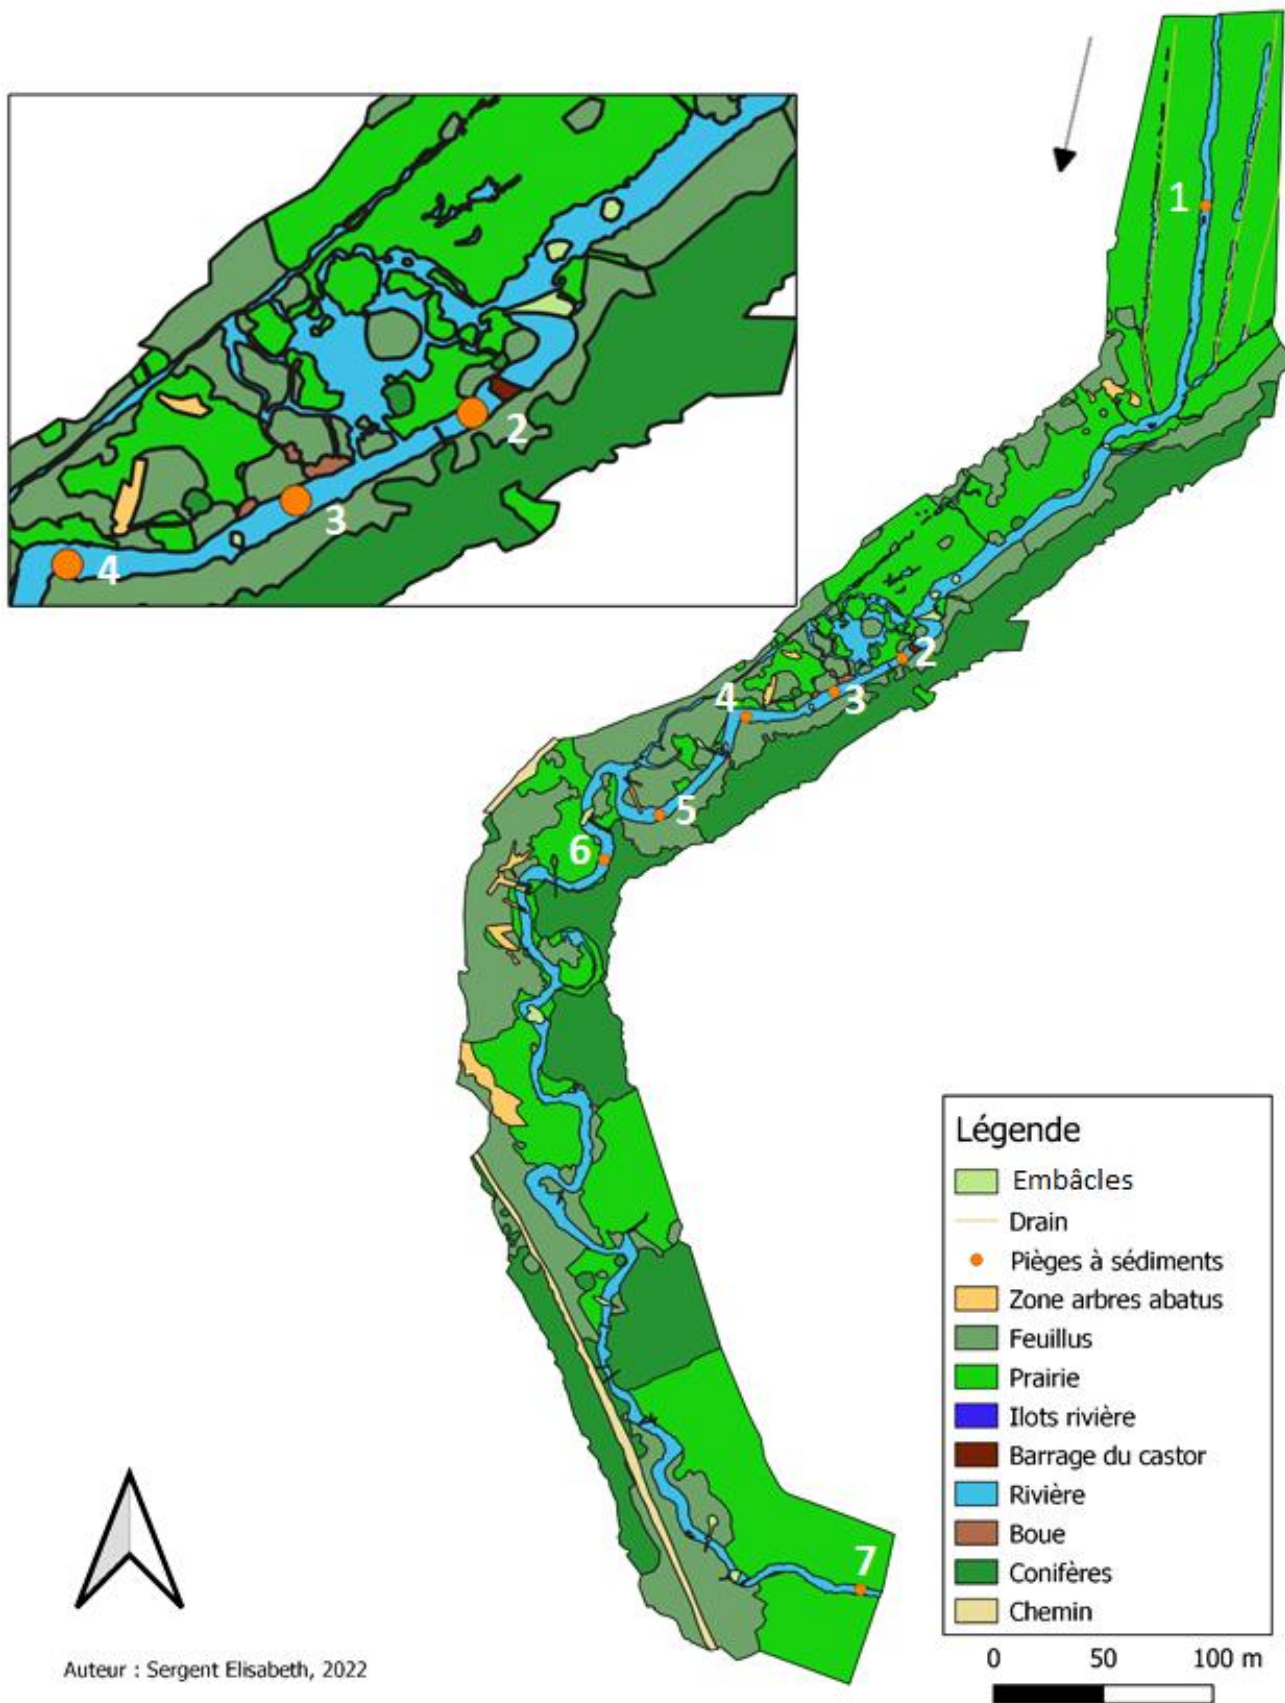 1
2
3
4
2
3
4
5
6
7
Légende
Embâcles
Drain
Pièges à sédiments
Zone arbres abatus
Feuillus
Prairie
Ilots rivière
Barrage du castor
Rivière
Boue
Conifères
Chemin
0 50 100 m
Auteur : Sergent Elisabeth, 2022